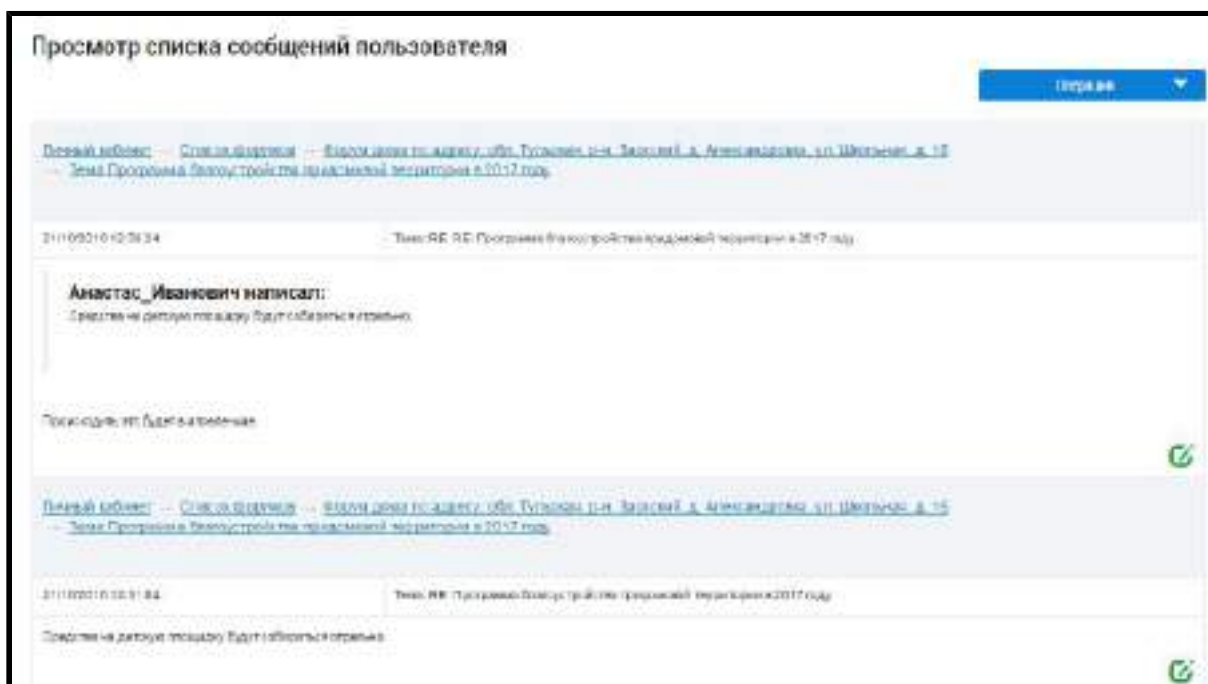 Просмотр списка сообщений пользователя
Операции
Личный кабинет → Список форумов → Форум дома по адресу, обл. Тульская, р-н. д. Александровка, ул. Школьная, д.
→ Тема Программа благоустройства придомовой территории в 2017 году
Тема: RE: RE: Программа благоустройства придомовой территории в 2017 году
Анастас_Иванович написал:
Средства на детскую площадку будут собираться отдельно.
будет в апреле-мае.
Личный кабинет → Список форумов → Форум дома по адресу, обл. Тульская, р-н. д. Александровка, ул. Школьная, д.
→ Тема Программа благоустройства придомовой территории в 2017 году
Тема: RE: Программа благоустройства придомовой территории в 2017 году
Средства на детскую площадку будут собираться отдельно.